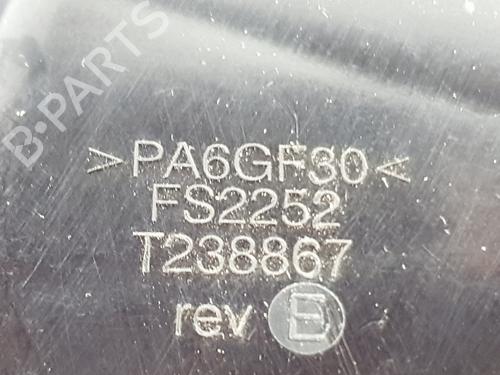 B-PARTS
>PA6GF30<
FS2252
T238867
rev E